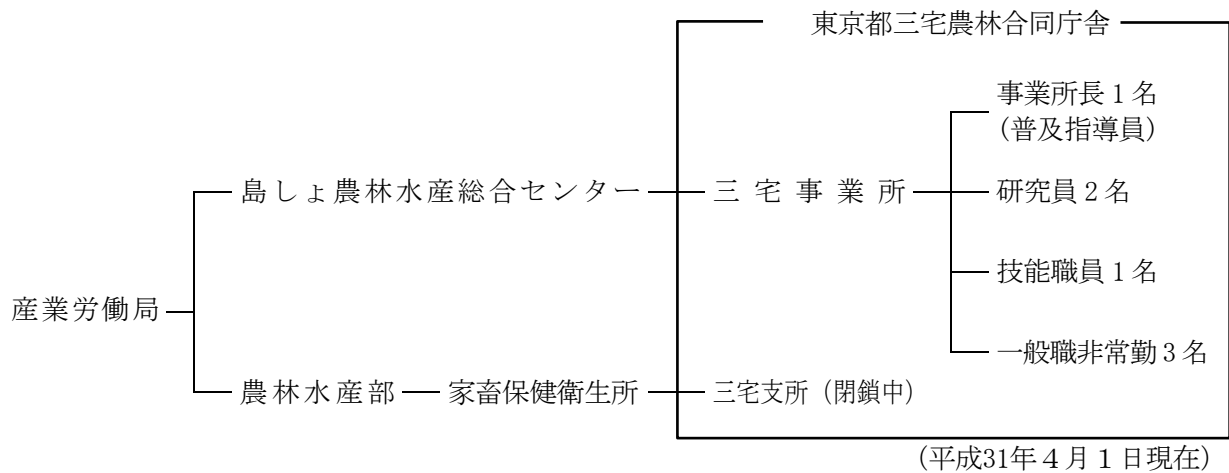 東京都三宅農林合同庁舎
事業所長１名
(普及指導員)
島しょ農林水産総合センター
三宅事業所
研究員２名
技能職員１名
産業労働局
一般職非常勤３名
農林水産部
家畜保健衛生所
三宅支所（閉鎖中）
(平成31年４月１日現在)